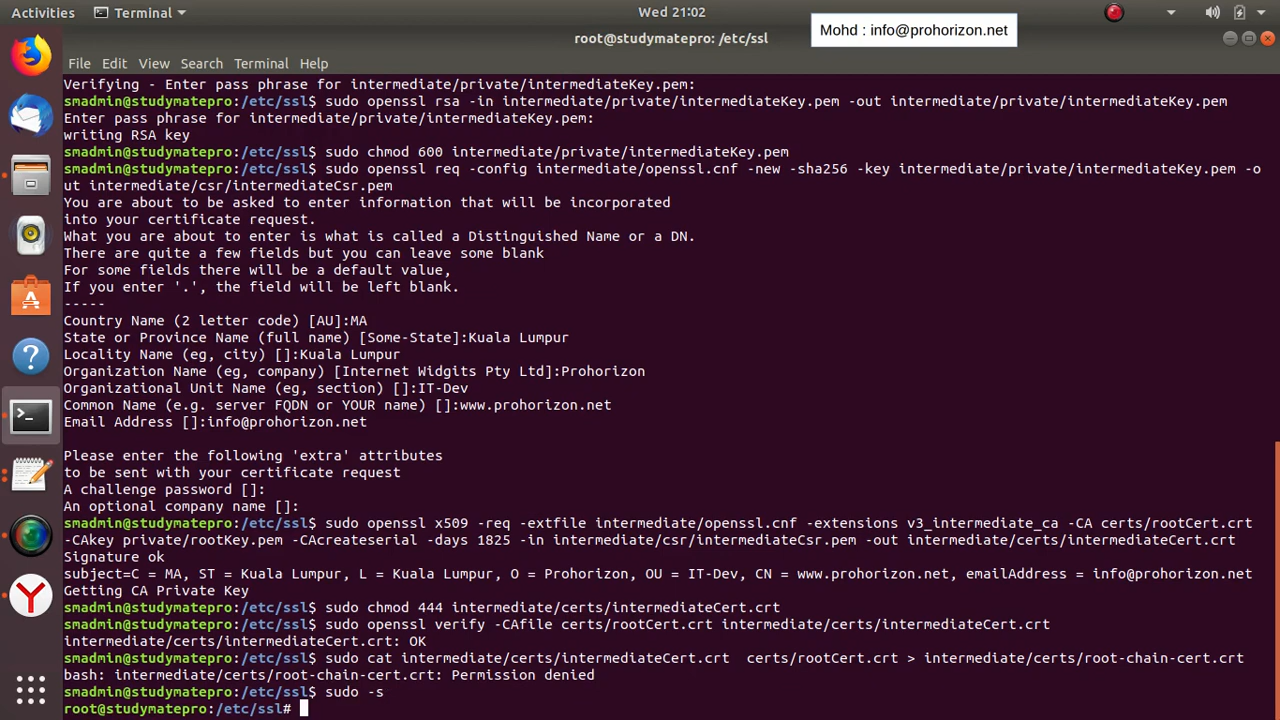 Activities
Terminal
Wed 21:02
Mohd : info@prohorizon.net
root@studymatepro: /etc/ssl
File Edit View Search Terminal Help
Verifying - Enter pass phrase for intermediate/private/intermediateKey.pem:
smadmin@studymatepro:/etc/ssl$ sudo openssl rsa -in intermediate/private/intermediateKey.pem -out intermediate/private/intermediateKey.pem
Enter pass phrase for intermediate/private/intermediateKey.pem:
writing RSA key
smadmin@studymatepro:/etc/ssl$ sudo chmod 600 intermediate/private/intermediateKey.pem
smadmin@studymatepro:/etc/ssl$ sudo openssl req -config intermediate/openssl.cnf -new -sha256 -key intermediate/private/intermediateKey.pem -o
ut intermediate/csr/intermediateCsr.pem
You are about to be asked to enter information that will be incorporated
into your certificate request.
What you are about to enter is what is called a Distinguished Name or a DN.
There are quite a few fields but you can leave some blank
For some fields there will be a default value,
If you enter '.', the field will be left blank.
-----
Country Name (2 letter code) [AU]:MA
State or Province Name (full name) [Some-State]:Kuala Lumpur
Locality Name (eg, city) []:Kuala Lumpur
Organization Name (eg, company) [Internet Widgits Pty Ltd]:Prohorizon
Organizational Unit Name (eg, section) []:IT-Dev
Common Name (e.g. server FQDN or YOUR name) []:www.prohorizon.net
Email Address []:info@prohorizon.net
Please enter the following 'extra' attributes
to be sent with your certificate request
A challenge password []:
An optional company name []:
smadmin@studymatepro:/etc/ssl$ sudo openssl x509 -req -extfile intermediate/openssl.cnf -extensions v3_intermediate_ca -CA certs/rootCert.crt
-CAkey private/rootKey.pem -CAcreateserial -days 1825 -in intermediate/csr/intermediateCsr.pem -out intermediate/certs/intermediateCert.crt
Signature ok
subject=C = MA, ST = Kuala Lumpur, L = Kuala Lumpur, O = Prohorizon, OU = IT-Dev, CN = www.prohorizon.net, emailAddress = info@prohorizon.net
Getting CA Private Key
smadmin@studymatepro:/etc/ssl$ sudo chmod 444 intermediate/certs/intermediateCert.crt
smadmin@studymatepro:/etc/ssl$ sudo openssl verify -CAfile certs/rootCert.crt intermediate/certs/intermediateCert.crt
intermediate/certs/intermediateCert.crt: OK
smadmin@studymatepro:/etc/ssl$ sudo cat intermediate/certs/intermediateCert.crt  certs/rootCert.crt > intermediate/certs/root-chain-cert.crt
bash: intermediate/certs/root-chain-cert.crt: Permission denied
smadmin@studymatepro:/etc/ssl$ sudo -s
root@studymatepro:/etc/ssl#